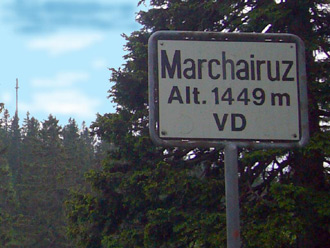 Marchairuz
Alt. 1449 m
VD